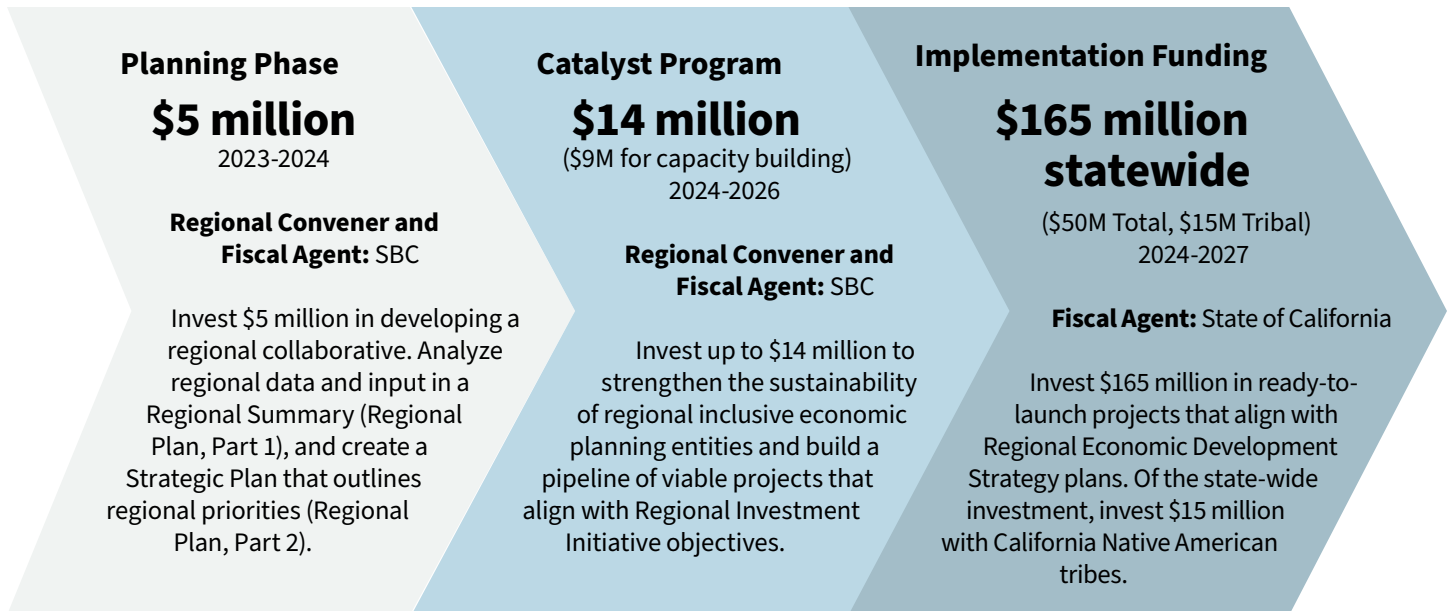 Planning Phase
$5 million
2023-2024
Regional Convener and
Fiscal Agent: SBC
Invest $5 million in developing a
regional collaborative. Analyze
regional data and input in a
Regional Summary (Regional
Plan, Part 1), and create a
Strategic Plan that outlines
regional priorities (Regional
Plan, Part 2).
Catalyst Program
$14 million
($9M for capacity building)
2024-2026
Regional Convener and
Fiscal Agent: SBC
Invest up to $14 million to
strengthen the sustainability
of regional inclusive economic
planning entities and build a
pipeline of viable projects that
align with Regional Investment
Initiative objectives.
Implementation Funding
$165 million
statewide
($50M Total, $15M Tribal)
2024-2027
Fiscal Agent: State of California
Invest $165 million in ready-to-
launch projects that align with
Regional Economic Development
Strategy plans. Of the state-wide
investment, invest $15 million
with California Native American
tribes.